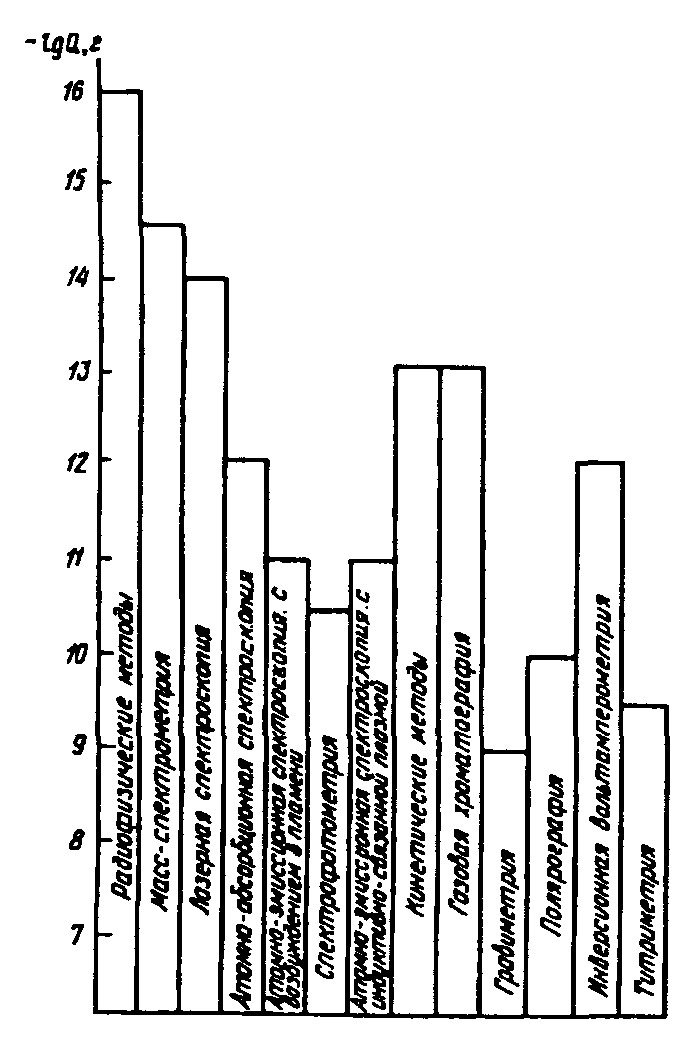 -lgQ, г
16
15
14
13
12
11
10
9
8
7
Радиофизические методы
Масс-спектрометрия
Лазерная спектроскопия
Атомно-абсорбционная спектроскопия
Атомно-эмиссионная спектроскопия. С
возбуждением в пламени
Спектрофотометрия
Атомно-эмиссионная спектроскопия. с
индуктивно-связанной плазмой
Кинетические методы
Газовая хроматография
Гравиметрия
Полярография
Инверсионная вольтамперометрия
Титриметрия